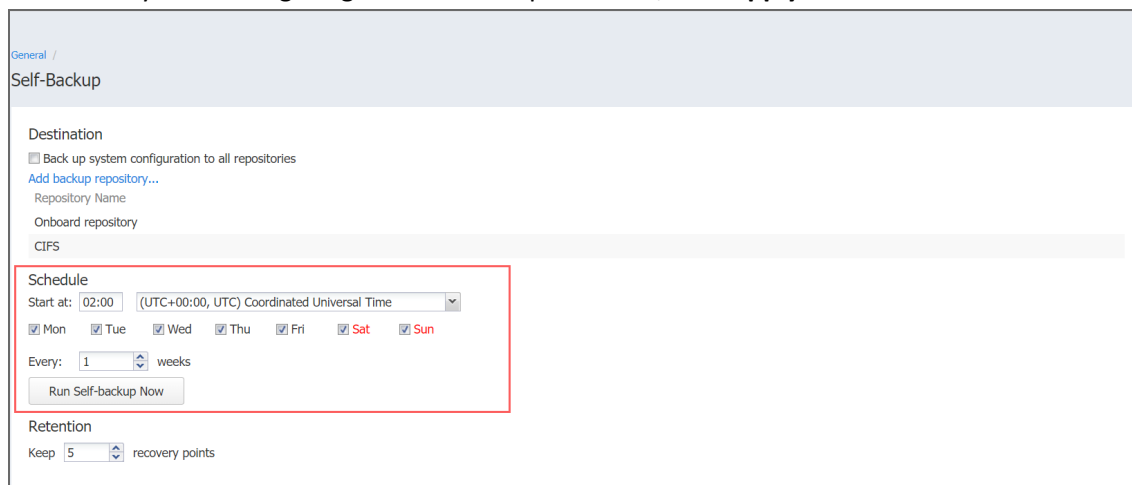 General /
Self-Backup
Destination
Back up system configuration to all repositories
Add backup repository...
Repository Name
Onboard repository
CIFS
Schedule
Start at: 02:00 (UTC+00:00, UTC) Coordinated Universal Time
Mon Tue Wed Thu Fri Sat Sun
Every: 1 weeks
Run Self-backup Now
Retention
Keep 5 recovery points